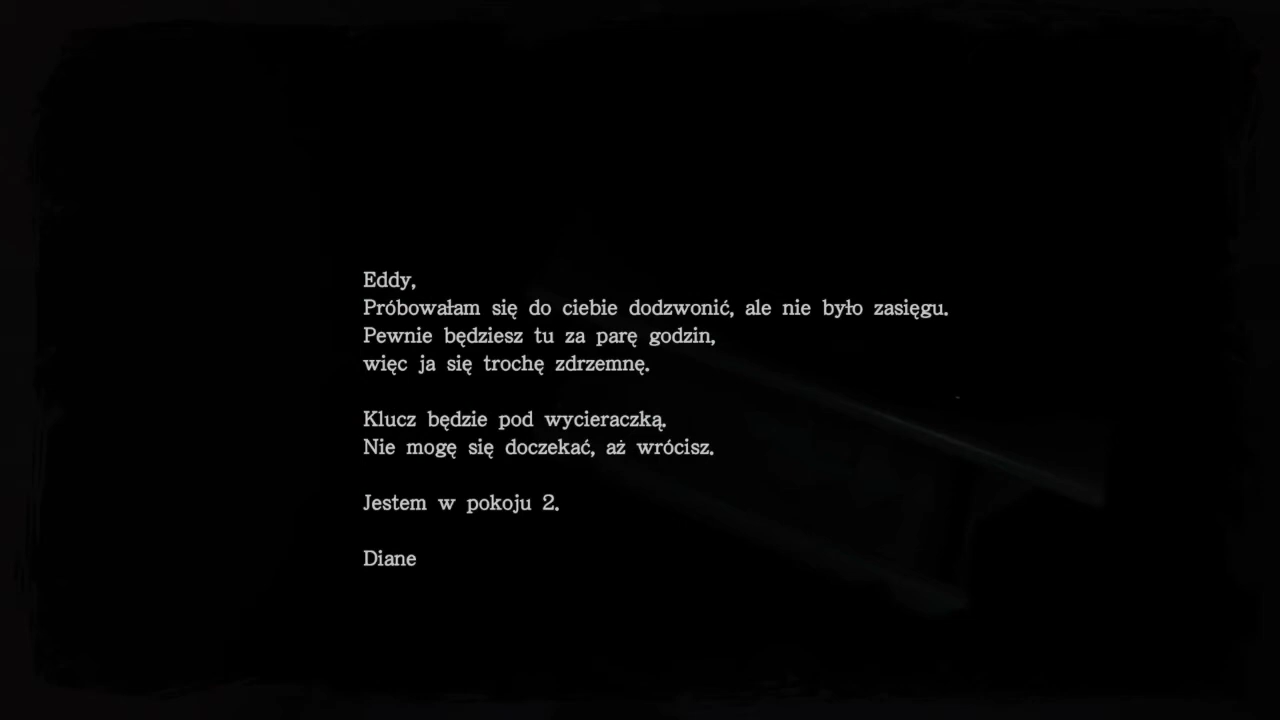 Eddy,
Próbowałam się do ciebie dodzwonić, ale nie było zasięgu.
Pewnie będziesz tu za parę godzin,
więc ja się trochę zdrzemnę.
Klucz będzie pod wycieraczką.
Nie mogę się doczekać, aż wrócisz.
Jestem w pokoju 2.
Diane